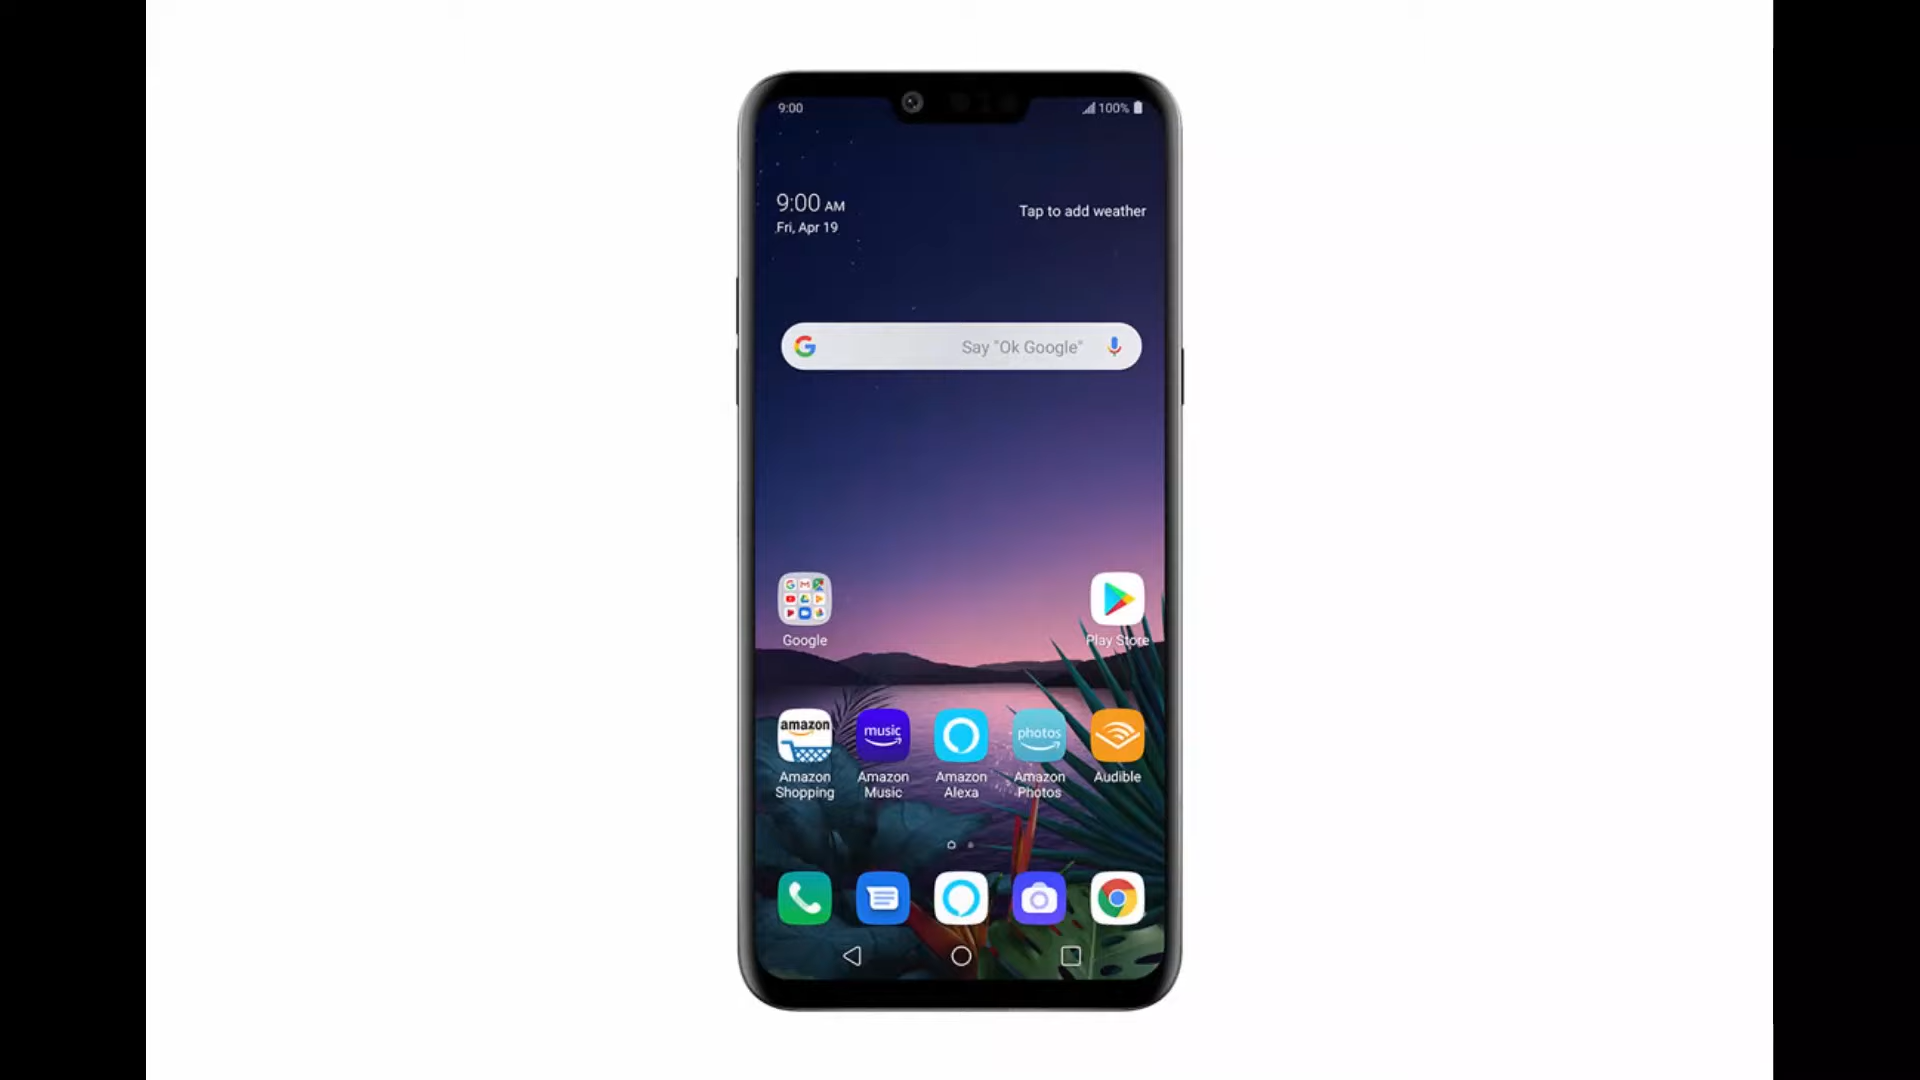 9:00
100%
9:00 AM
Tap to add weather
Fri, Apr 19
Say "Ok Google"
Google
Play Store
amazon
music
photos
Amazon Shopping
Amazon Music
Amazon Alexa
Amazon Photos
Audible